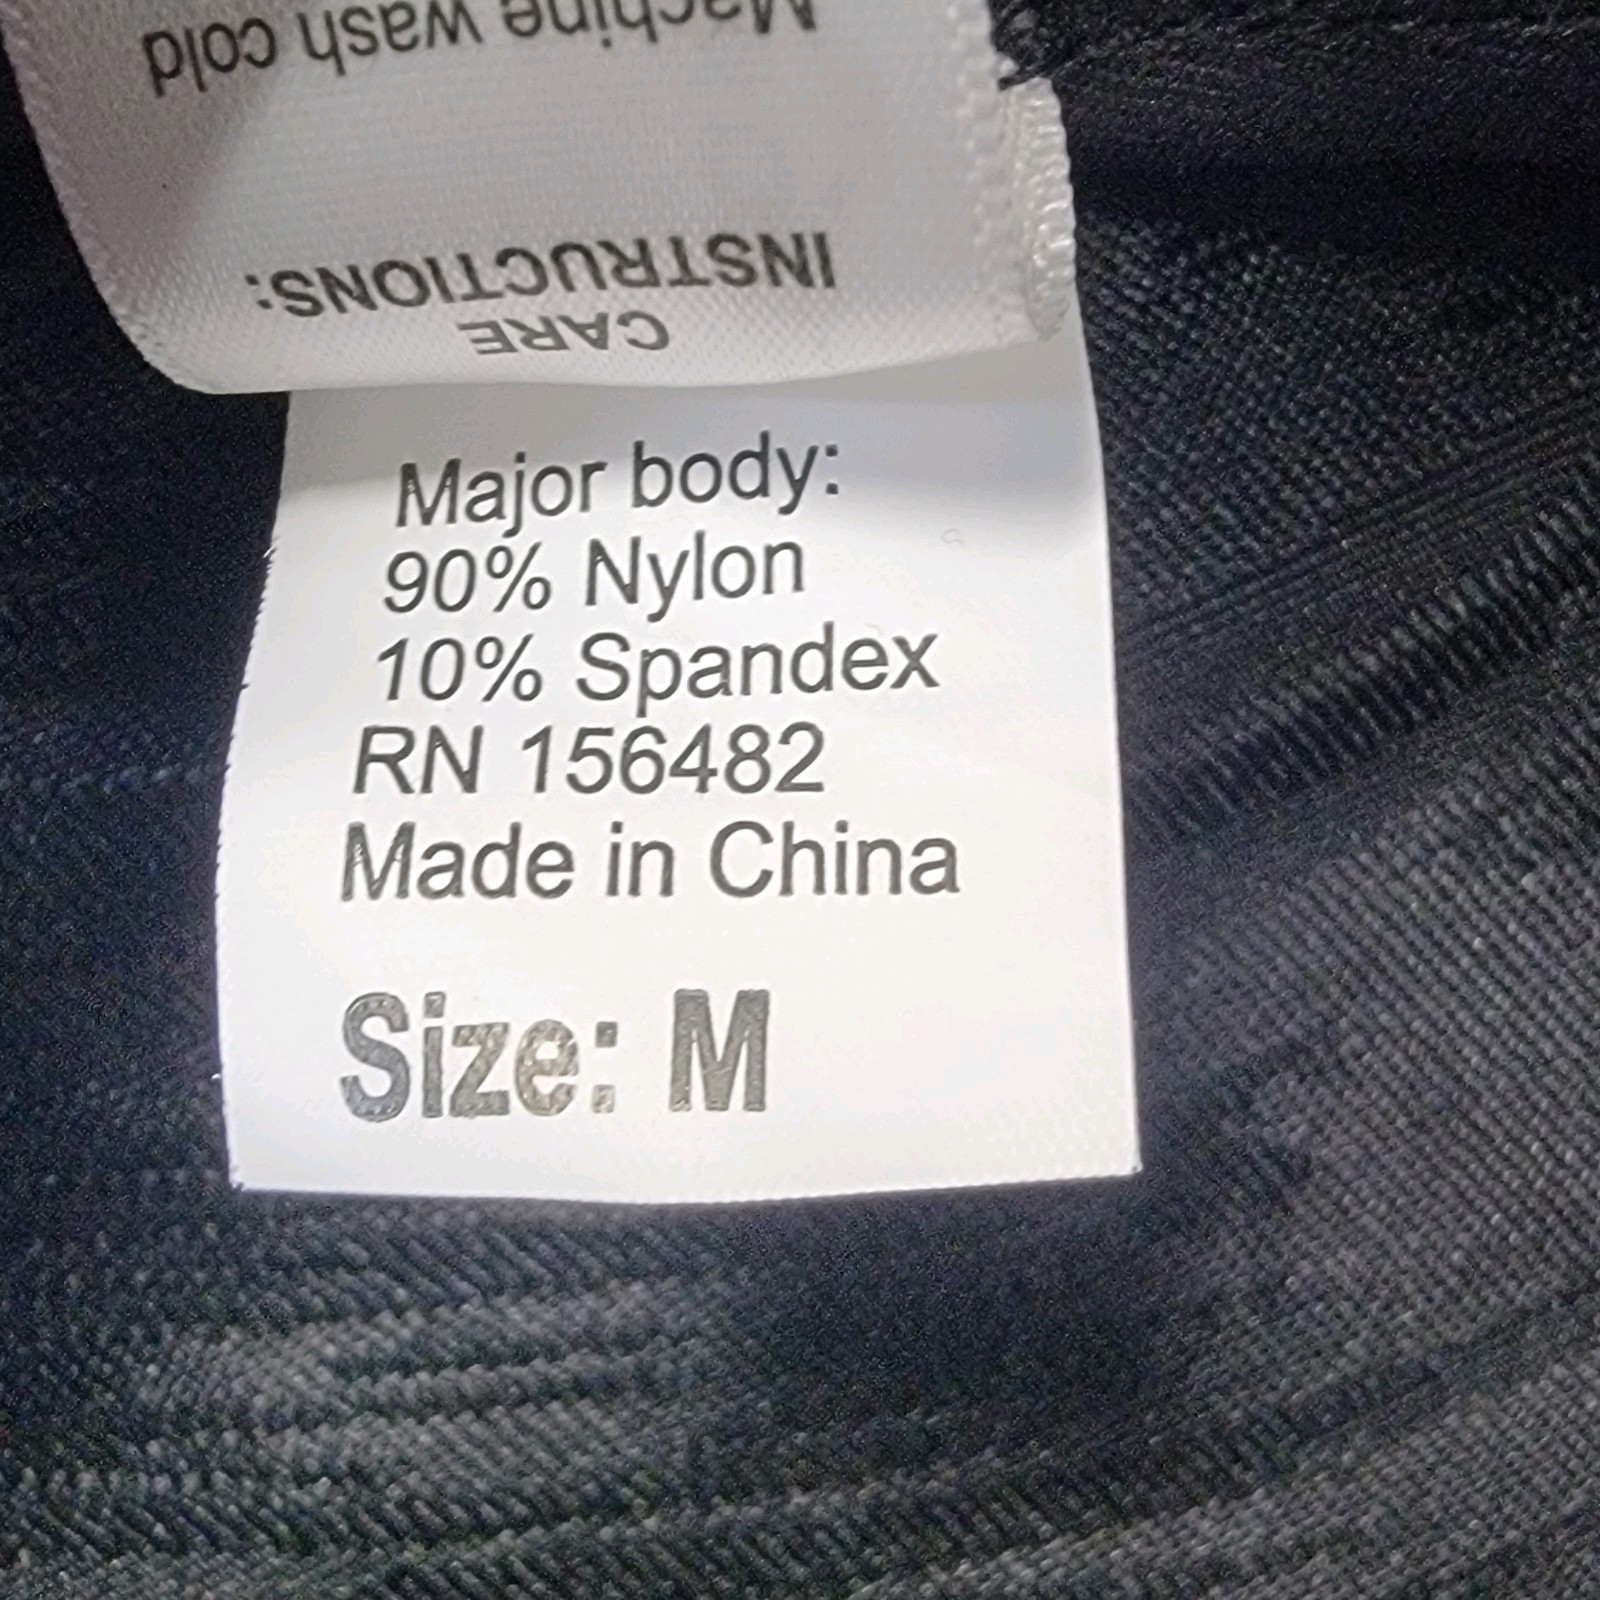 Machine wash cold
CARE
INSTRUCTIONS:
Major body:
90% Nylon
10% Spandex
RN 156482
Made in China
Size: M